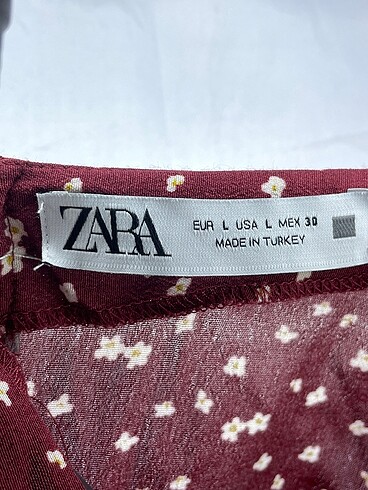 ZARA
EUR L USA L MEX 30
MADE IN TURKEY